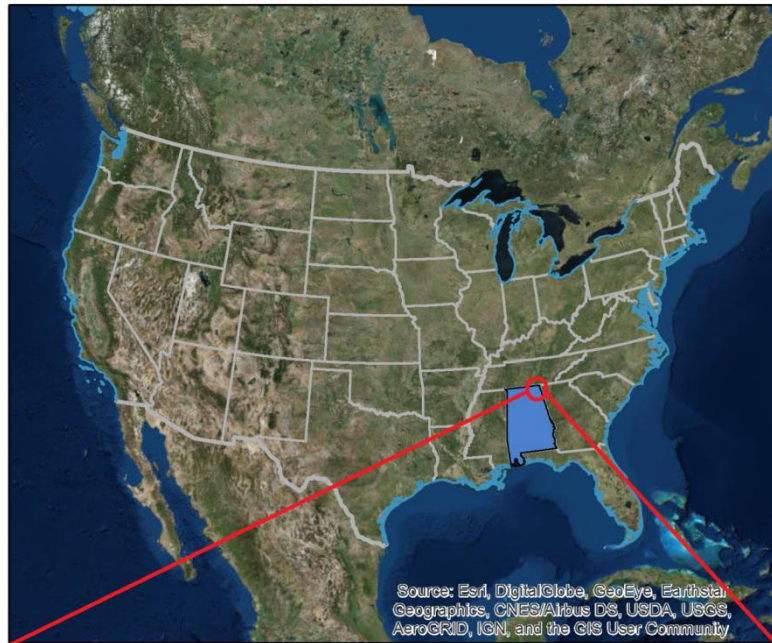 Source: Esri, DigitalGlobe, GeoEye, Earthstar
Geographics, CNES/Airbus DS, USDA, USGS,
AeroGRID, IGN, and the GIS User Community